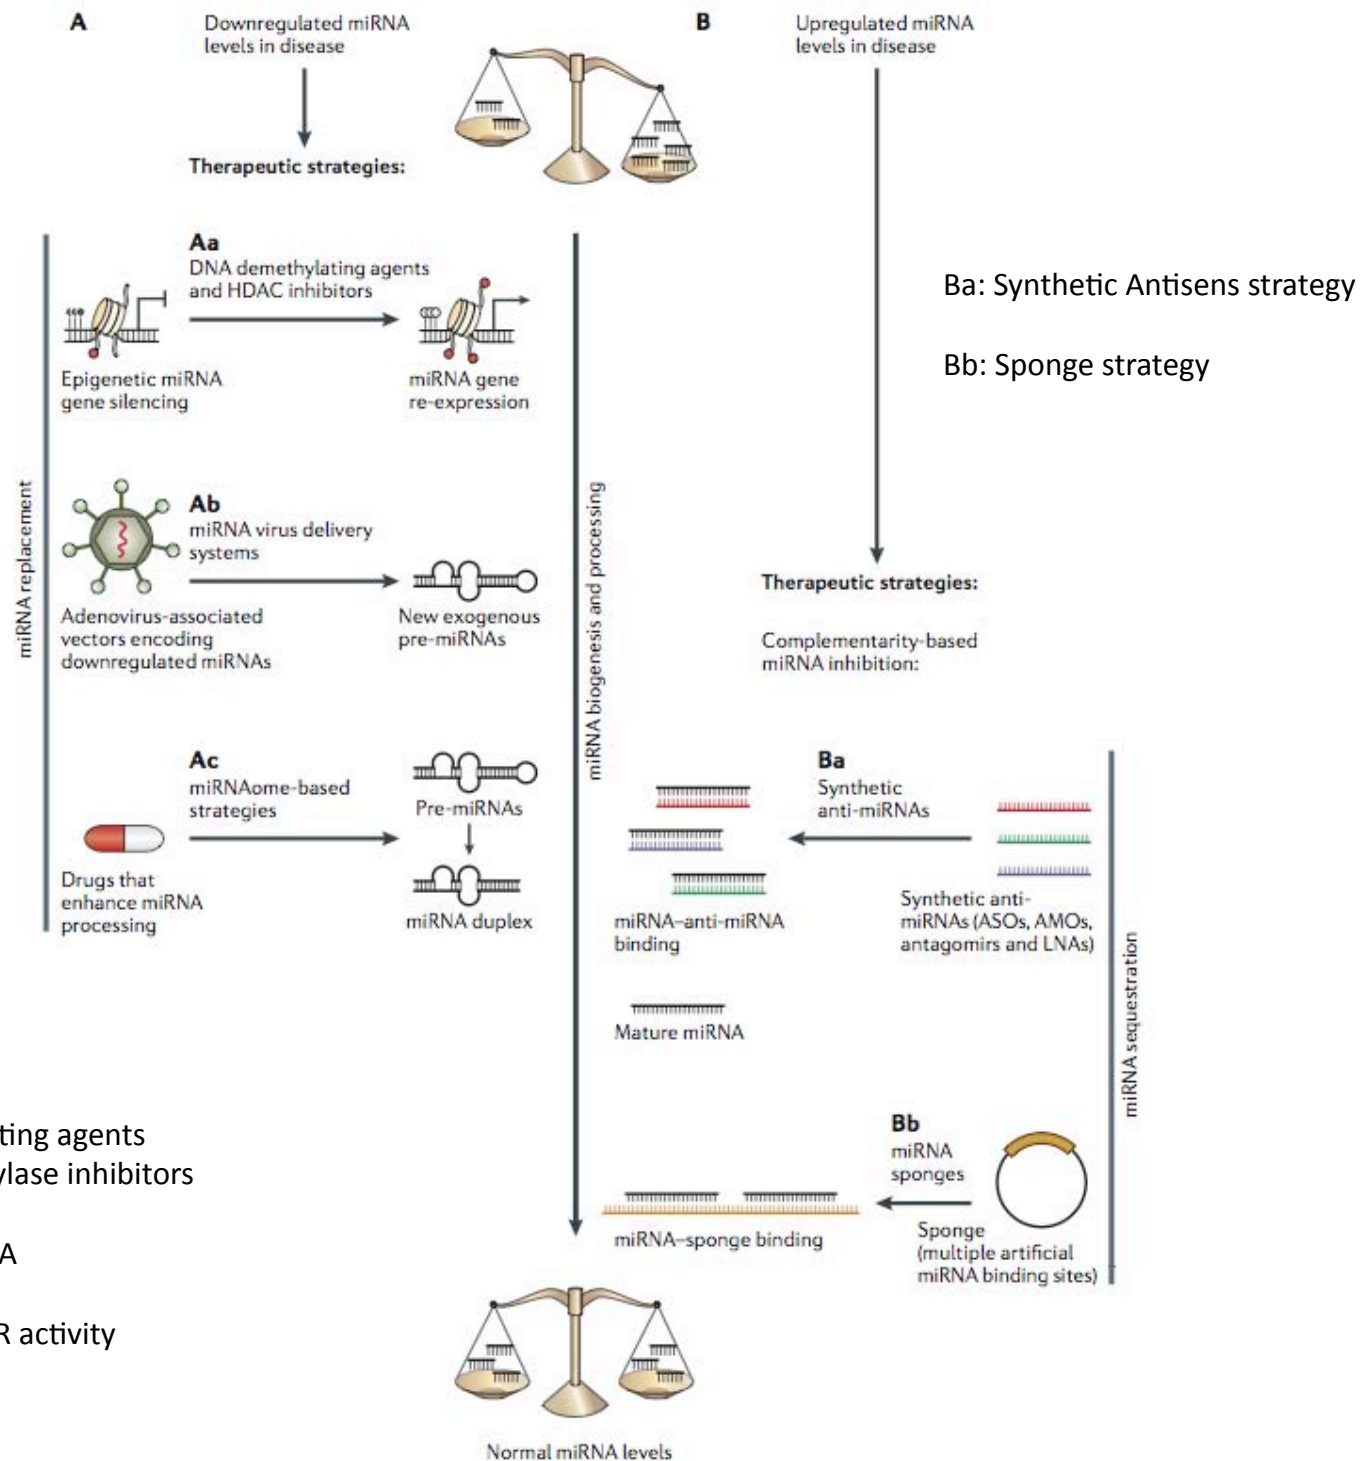 A
Downregulated miRNA
levels in disease
Therapeutic strategies:
B
Upregulated miRNA
levels in disease
miRNA replacement
Aa
DNA demethylating agents
and HDAC inhibitors
Epigenetic miRNA
gene silencing
miRNA gene
re-expression
Ab
miRNA virus delivery
systems
Adenovirus-associated
vectors encoding
downregulated miRNAs
New exogenous
pre-miRNAs
Ac
miRNAome-based
strategies
Drugs that
enhance miRNA
processing
Pre-miRNAs
miRNA duplex
miRNA biogenesis and processing
Ba: Synthetic Antisens strategy
Bb: Sponge strategy
Therapeutic strategies:
Complementarity-based
miRNA inhibition:
Ba
Synthetic
anti-miRNAs
miRNA–anti-miRNA
binding
Synthetic anti-
miRNAs (ASOs, AMOs,
antagomirs and LNAs)
Mature miRNA
miRNA sequestration
Bb
miRNA
sponges
miRNA–sponge binding
Sponge
(multiple artificial
miRNA binding sites)
ting agents
ylase inhibitors
A
R activity
Normal miRNA levels